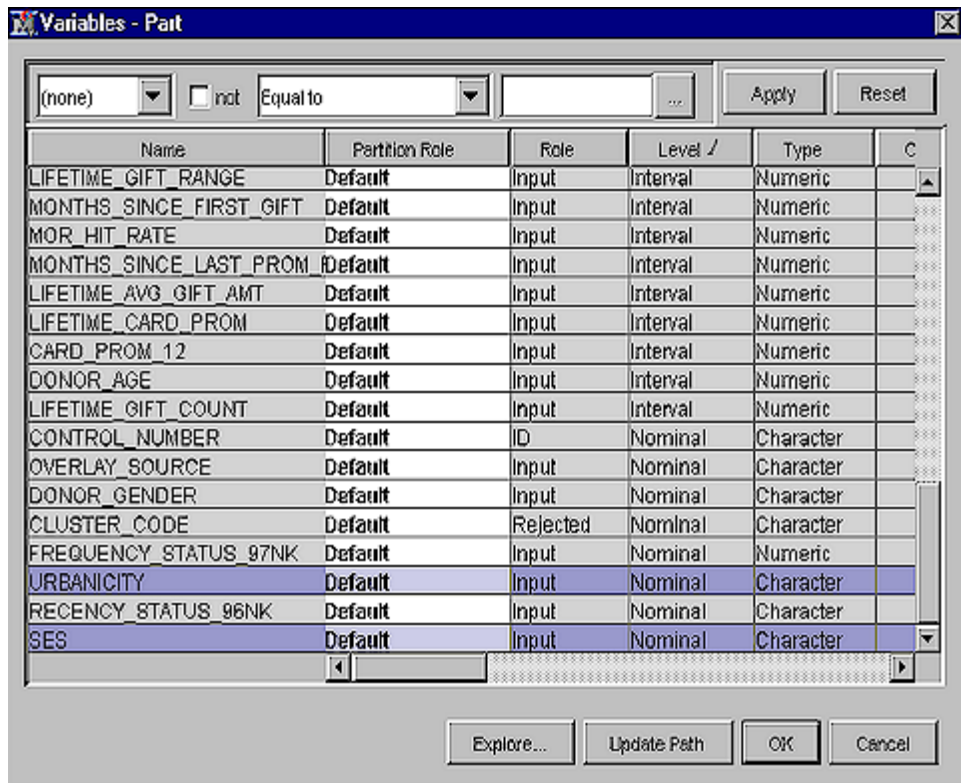 Variables - Part
(none) not Equal to ... Apply Reset
Name Partition Role Role Level Type C
LIFETIME_GIFT_RANGE Default Input Interval Numeric
MONTHS_SINCE_FIRST_GIFT Default Input Interval Numeric
MOR_HIT_RATE Default Input Interval Numeric
MONTHS_SINCE_LAST_PROM_ Default Input Interval Numeric
LIFETIME_AVG_GIFT_AMT Default Input Interval Numeric
LIFETIME_CARD_PROM Default Input Interval Numeric
CARD_PROM_12 Default Input Interval Numeric
DONOR_AGE Default Input Interval Numeric
LIFETIME_GIFT_COUNT Default Input Interval Numeric
CONTROL_NUMBER Default ID Nominal Character
OVERLAY_SOURCE Default Input Nominal Character
DONOR_GENDER Default Input Nominal Character
CLUSTER_CODE Default Rejected Nominal Character
FREQUENCY_STATUS_97NK Default Input Nominal Numeric
URBANICITY Default Input Nominal Character
RECENCY_STATUS_96NK Default Input Nominal Character
SES Default Input Nominal Character
Explore... Update Path OK Cancel